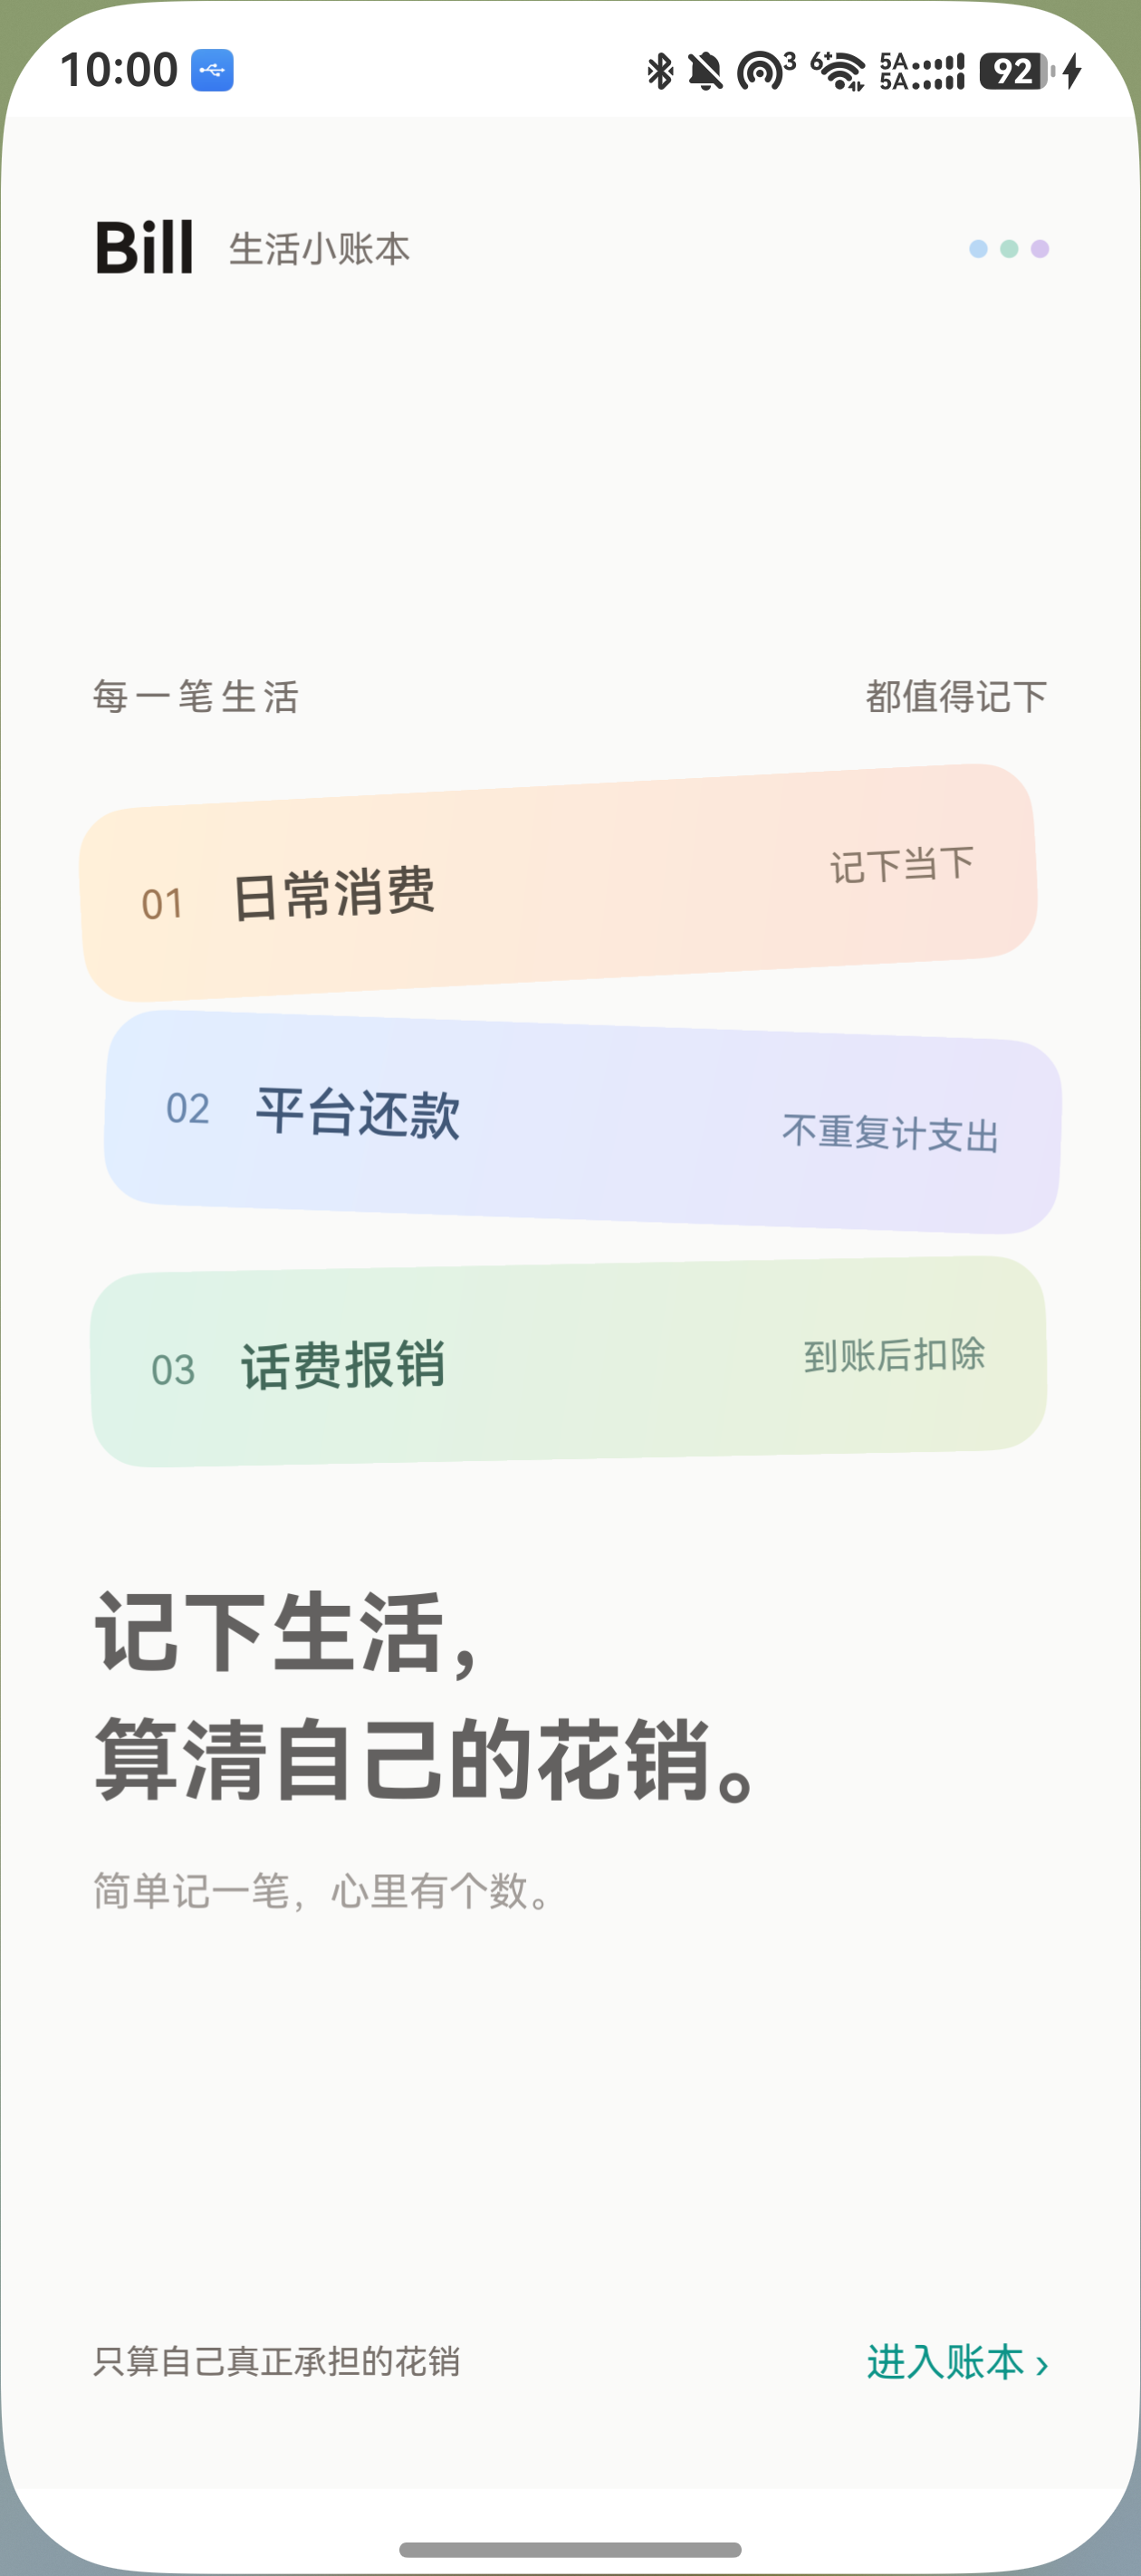 10:00
3 6+ 5A 5A 92
Bill 生活小账本
每一笔生活 都值得记下
01 日常消费 记下当下
02 平台还款 不重复计支出
03 话费报销 到账后扣除
记下生活，
算清自己的花销。
简单记一笔，心里有个数。
只算自己真正承担的花销 进入账本 ›